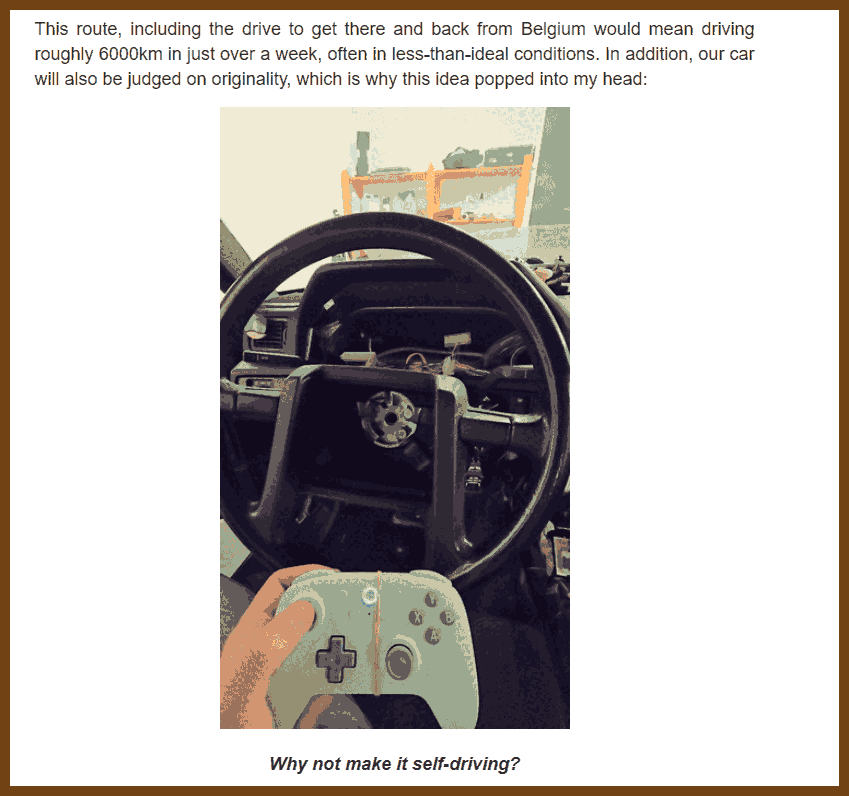 This route, including the drive to get there and back from Belgium would mean driving
roughly 6000km in just over a week, often in less-than-ideal conditions. In addition, our car
will also be judged on originality, which is why this idea popped into my head:
Y
X
B
A
Why not make it self-driving?